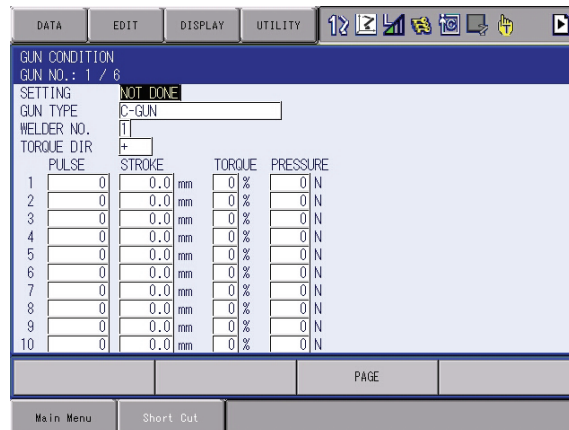 DATA EDIT DISPLAY UTILITY
GUN CONDITION
GUN NO.: 1 / 6
SETTING NOT DONE
GUN TYPE C-GUN
WELDER NO. 1
TORQUE DIR +
PULSE STROKE TORQUE PRESSURE
1 0 0.0 mm 0 % 0 N
2 0 0.0 mm 0 % 0 N
3 0 0.0 mm 0 % 0 N
4 0 0.0 mm 0 % 0 N
5 0 0.0 mm 0 % 0 N
6 0 0.0 mm 0 % 0 N
7 0 0.0 mm 0 % 0 N
8 0 0.0 mm 0 % 0 N
9 0 0.0 mm 0 % 0 N
10 0 0.0 mm 0 % 0 N
PAGE
Main Menu Short Cut